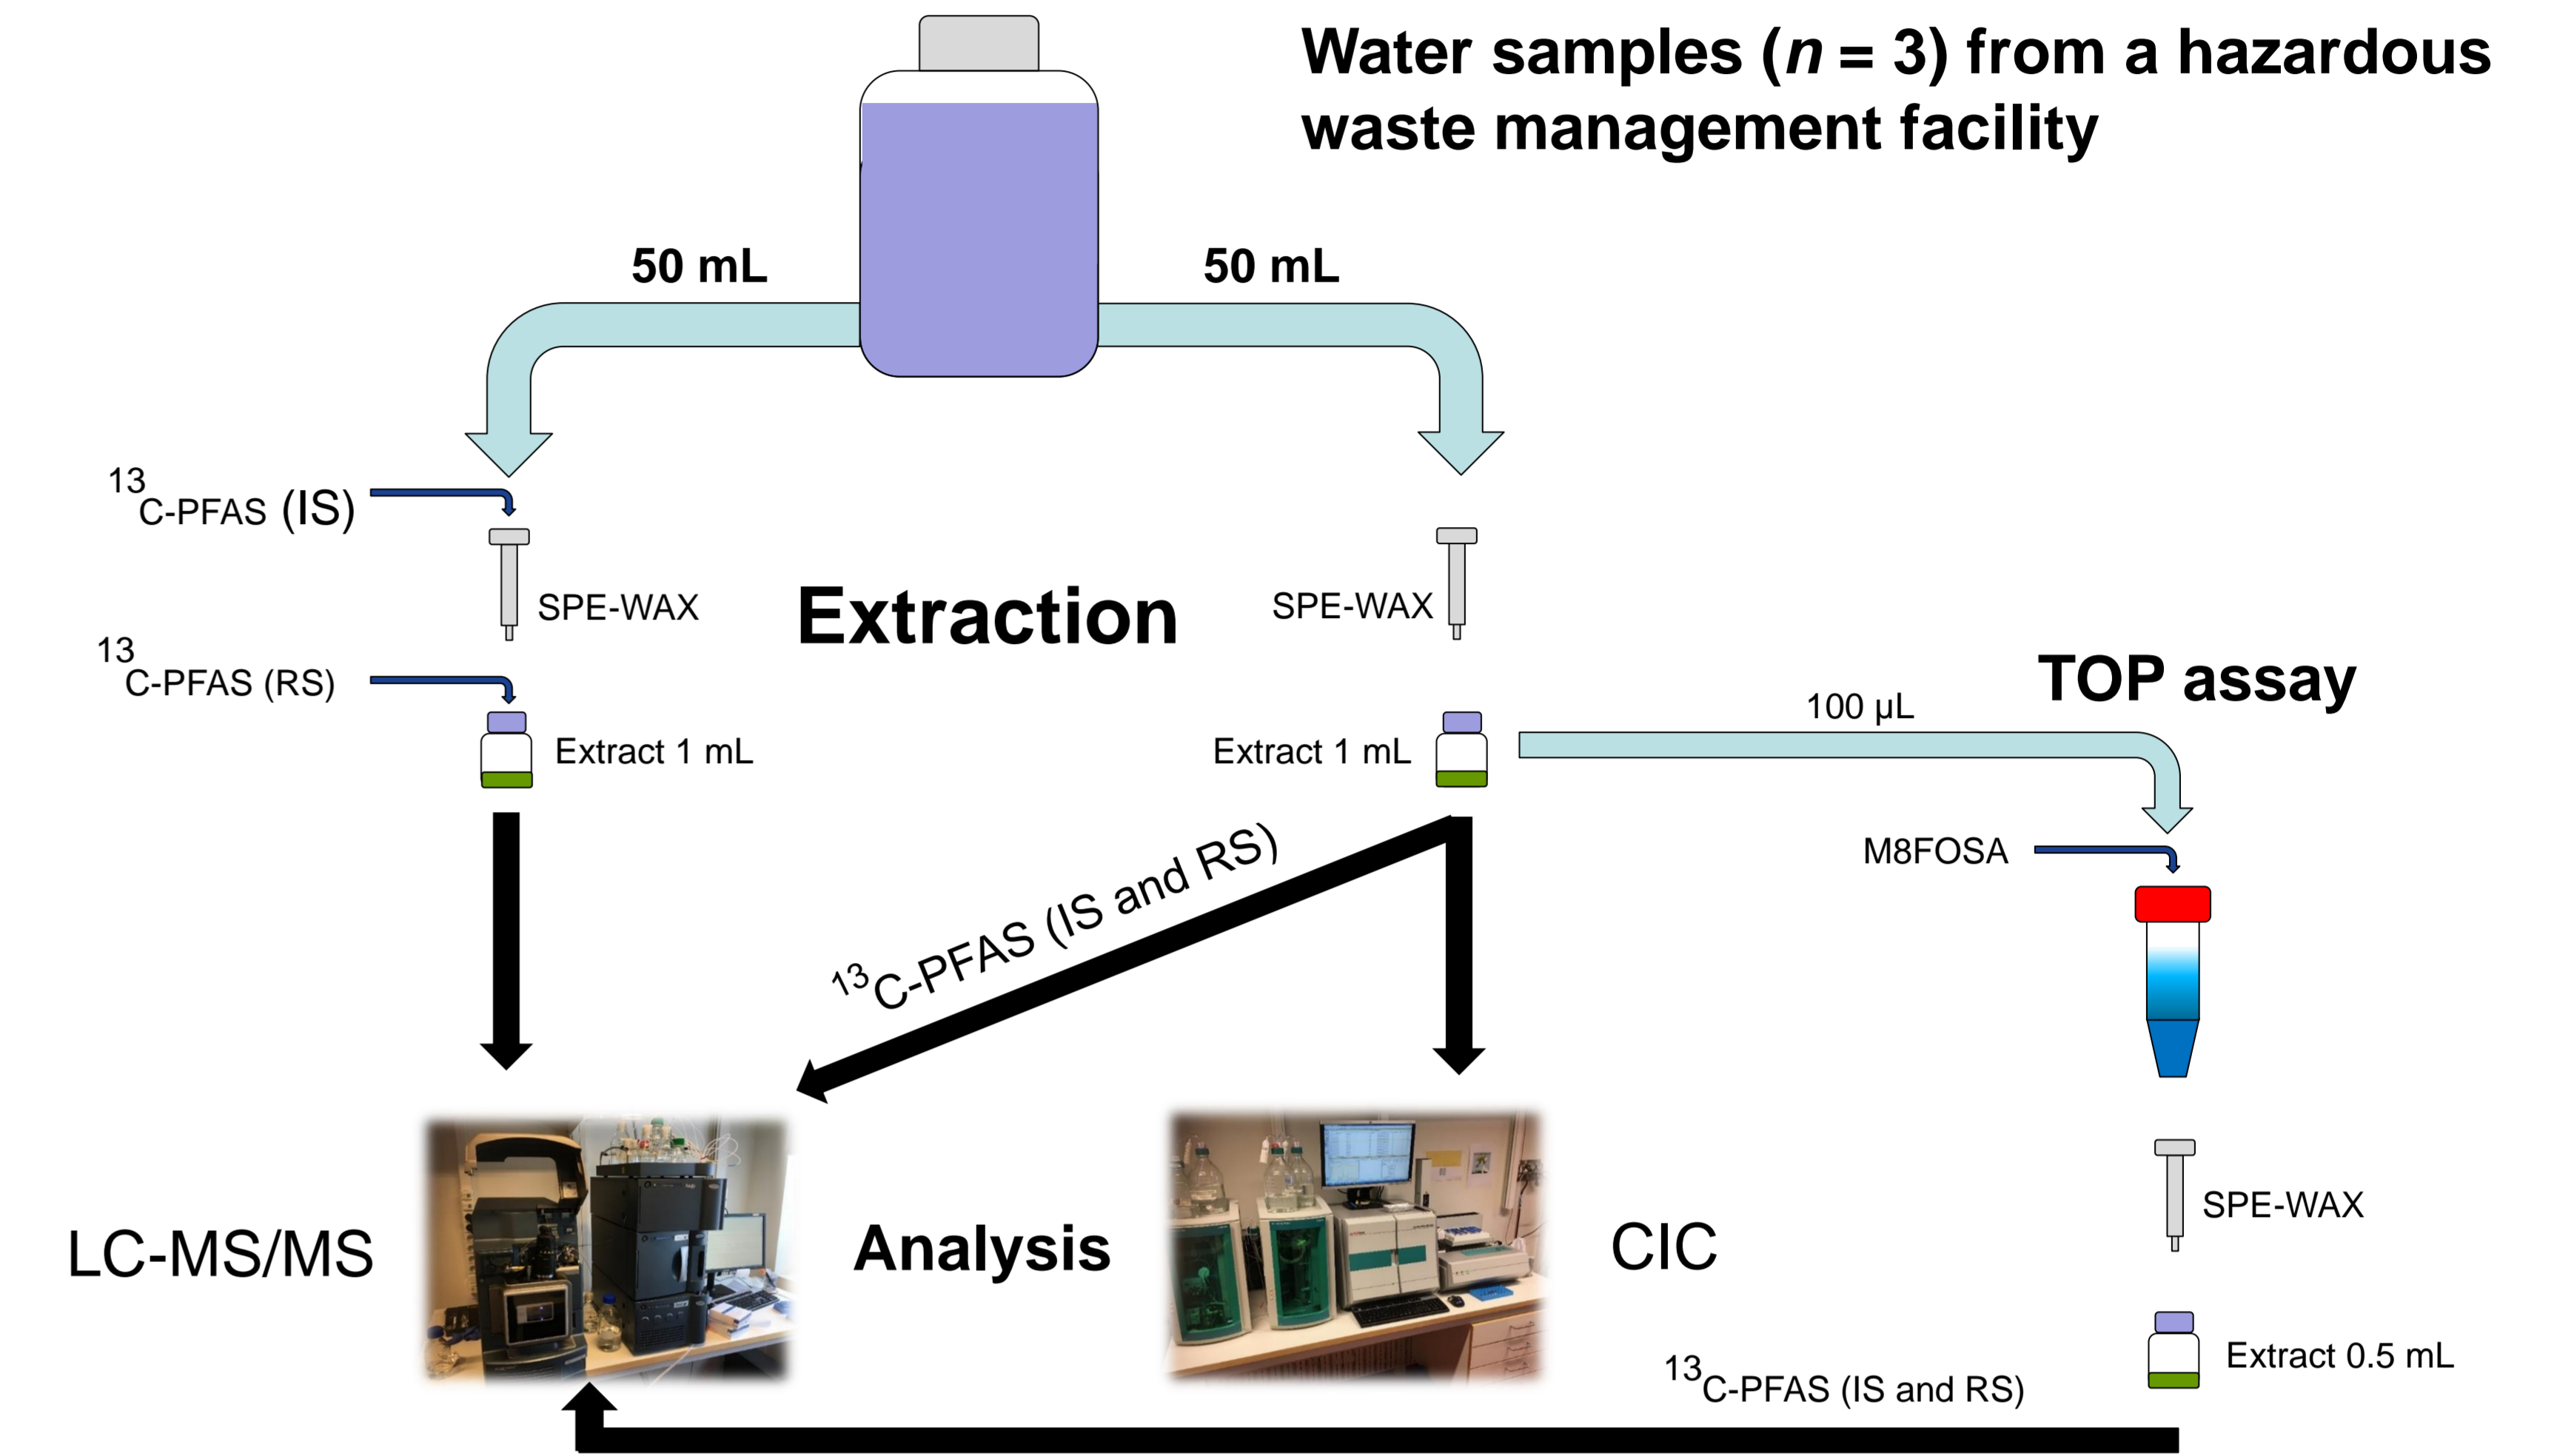 Water samples (n = 3) from a hazardous
waste management facility
50 mL
50 mL
13C-PFAS (IS)
SPE-WAX
Extraction
SPE-WAX
13C-PFAS (RS)
TOP assay
100 µL
Extract 1 mL
Extract 1 mL
M8FOSA
13C-PFAS (IS and RS)
LC-MS/MS
Analysis
CIC
SPE-WAX
Extract 0.5 mL
13C-PFAS (IS and RS)